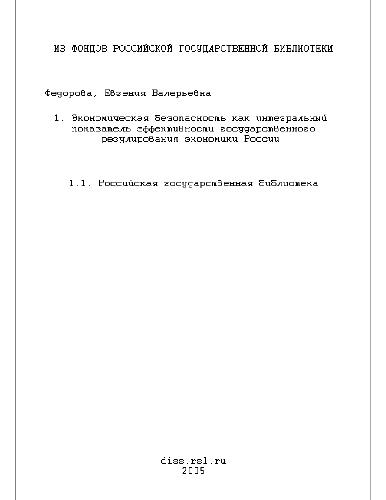 ИЗ ФОНДОВ РОССИЙСКОЙ ГОСУДАРСТВЕННОЙ БИБЛИОТЕКИ
Федорова, Евгения Валерьевна
1. Экономическая безопасность как интегральный
показатель эффективности государственного
регулирования экономики России
1.1. Российская государственная библиотека
diss.rsl.ru
2005